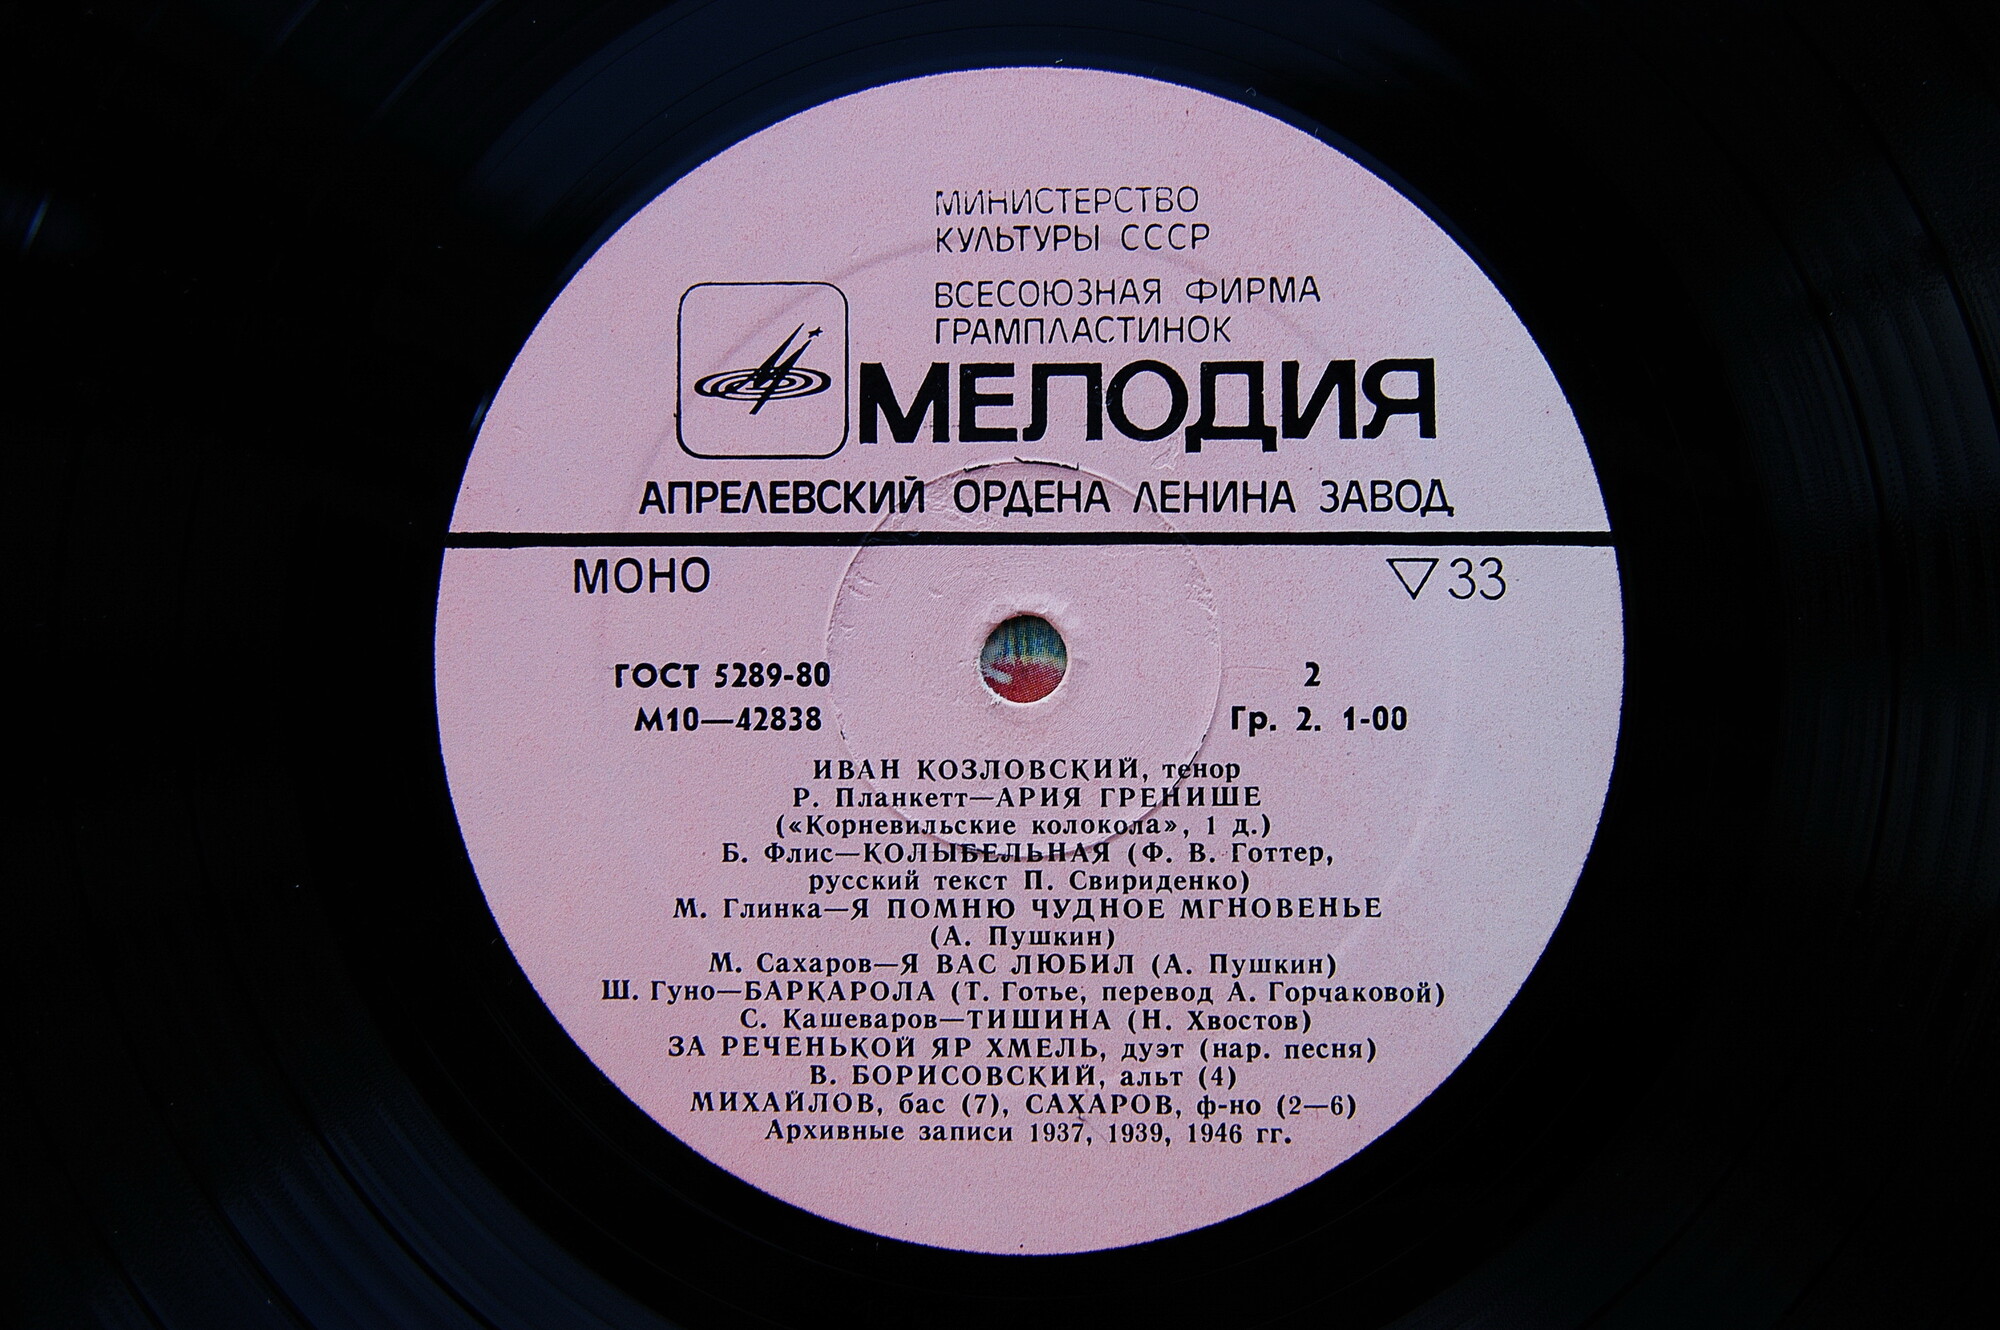 МИНИСТЕРСТВО
КУЛЬТУРЫ СССР
ВСЕСОЮЗНАЯ ФИРМА
ГРАМПЛАСТИНОК
МЕЛОДИЯ
АПРЕЛЕВСКИЙ ОРДЕНА ЛЕНИНА ЗАВОД
МОНО ▽33
ГОСТ 5289-80 2
М10—42838 Гр. 2. 1-00
ИВАН КОЗЛОВСКИЙ, тенор
Р. Планкетт—АРИЯ ГРЕНИШЕ
(«Корневильские колокола», 1 д.)
Б. Флис—КОЛЫБЕЛЬНАЯ (Ф. В. Готтер,
русский текст П. Свириденко)
М. Глинка—Я ПОМНЮ ЧУДНОЕ МГНОВЕНЬЕ
(А. Пушкин)
М. Сахаров—Я ВАС ЛЮБИЛ (А. Пушкин)
Ш. Гуно—БАРКАРОЛА (Т. Готье, перевод А. Горчаковой)
С. Кашеваров—ТИШИНА (Н. Хвостов)
ЗА РЕЧЕНЬКОЙ ЯР ХМЕЛЬ, дуэт (нар. песня)
В. БОРИСОВСКИЙ, альт (4)
МИХАЙЛОВ, бас (7), САХАРОВ, ф-но (2—6)
Архивные записи 1937, 1939, 1946 гг.